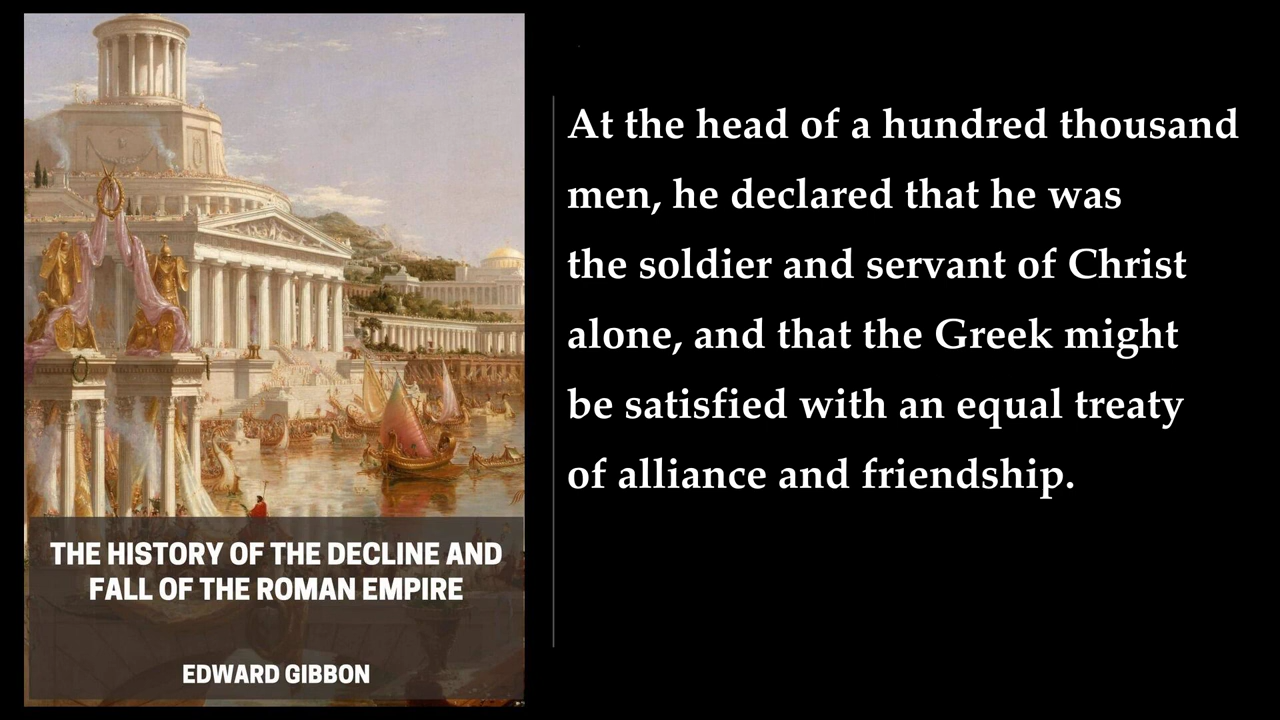 THE HISTORY OF THE DECLINE AND
FALL OF THE ROMAN EMPIRE
EDWARD GIBBON
At the head of a hundred thousand
men, he declared that he was
the soldier and servant of Christ
alone, and that the Greek might
be satisfied with an equal treaty
of alliance and friendship.